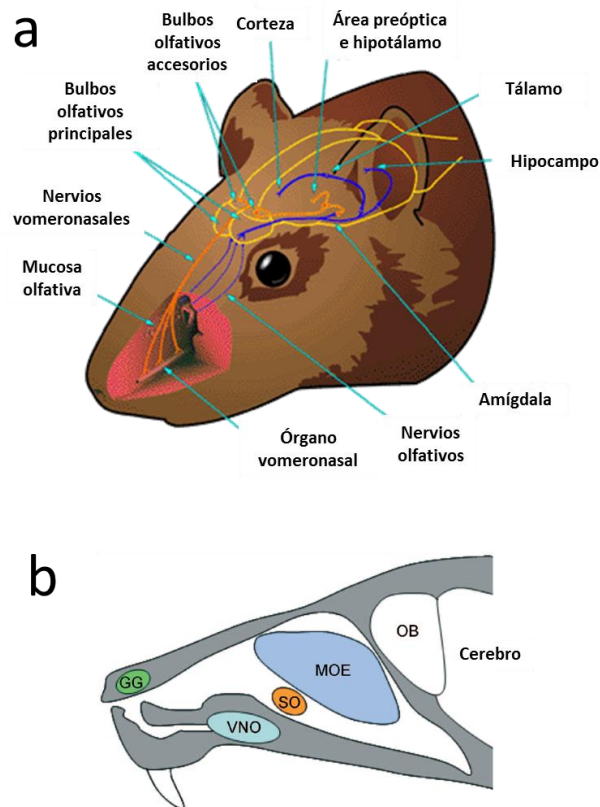 a
Bulbos
olfativos
accesorios
Corteza
Área preóptica
e hipotálamo
Bulbos
olfativos
principales
Tálamo
Hipocampo
Nervios
vomeronasales
Mucosa
olfativa
Amígdala
Órgano
vomeronasal
Nervios
olfativos
b
OB
Cerebro
MOE
GG
SO
VNO